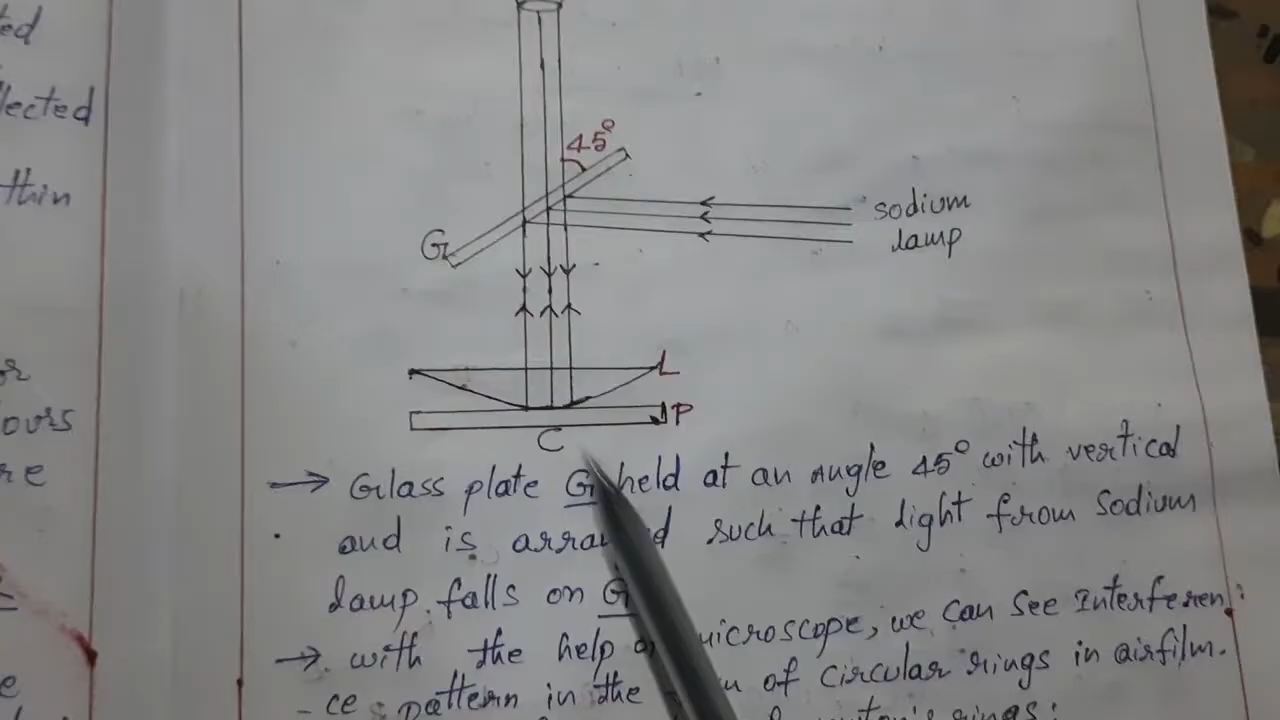 ed
lected
thin
or
ours
re
e
45°
sodium
lamp
G
L
P
C
→ Glass plate G held at an angle 45° with vertical
and is arra d such that light from sodium
lamp falls on G
→ with the help microscope, we can see Interferen
- ce pattern in the of circular rings in airfilm.
rings: